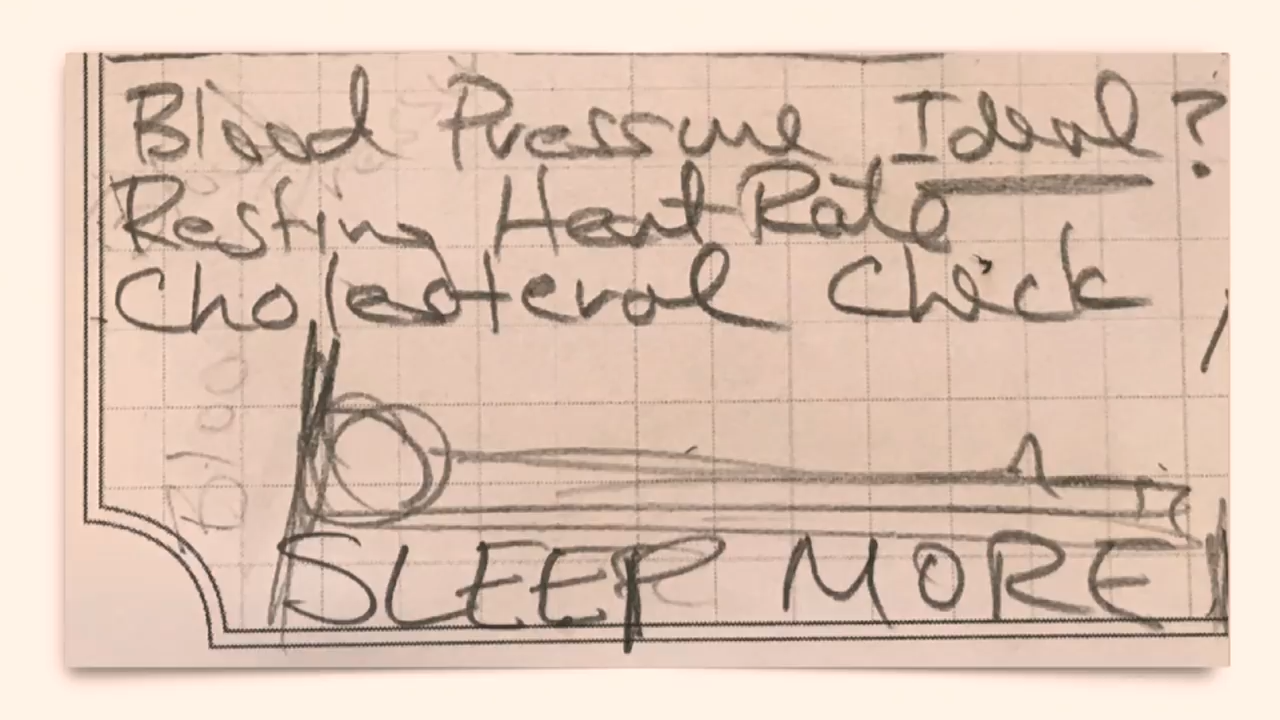 Blood Pressure Ideal?
Resting Heart Rate
Cholesterol Check
SLEEP MORE